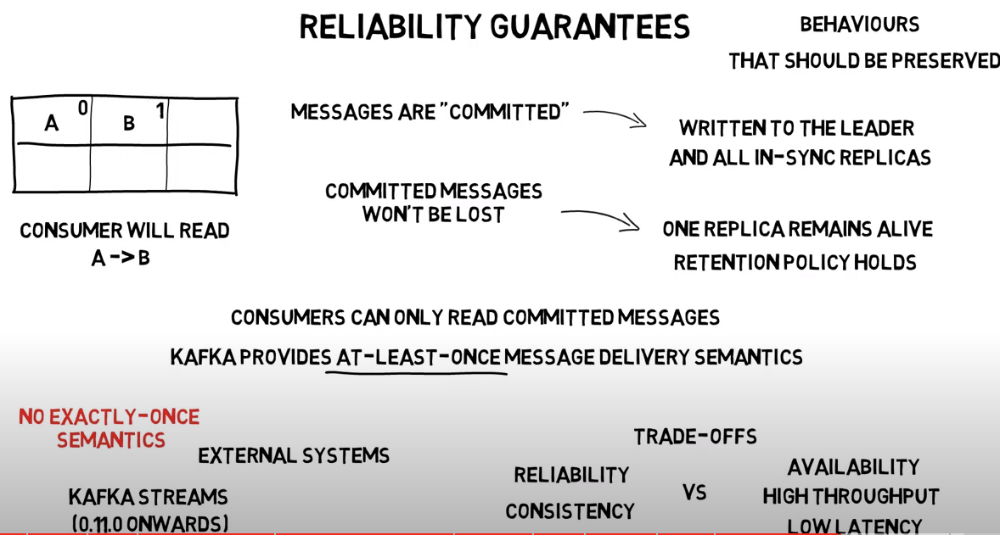 RELIABILITY GUARANTEES
BEHAVIOURS
THAT SHOULD BE PRESERVED
A 0 B 1
CONSUMER WILL READ
A -> B
MESSAGES ARE "COMMITTED"
WRITTEN TO THE LEADER
AND ALL IN-SYNC REPLICAS
COMMITTED MESSAGES
WON'T BE LOST
ONE REPLICA REMAINS ALIVE
RETENTION POLICY HOLDS
CONSUMERS CAN ONLY READ COMMITTED MESSAGES
KAFKA PROVIDES AT-LEAST-ONCE MESSAGE DELIVERY SEMANTICS
NO EXACTLY-ONCE
SEMANTICS
EXTERNAL SYSTEMS
KAFKA STREAMS
(0.11.0 ONWARDS)
TRADE-OFFS
RELIABILITY
CONSISTENCY
VS
AVAILABILITY
HIGH THROUGHPUT
LOW LATENCY